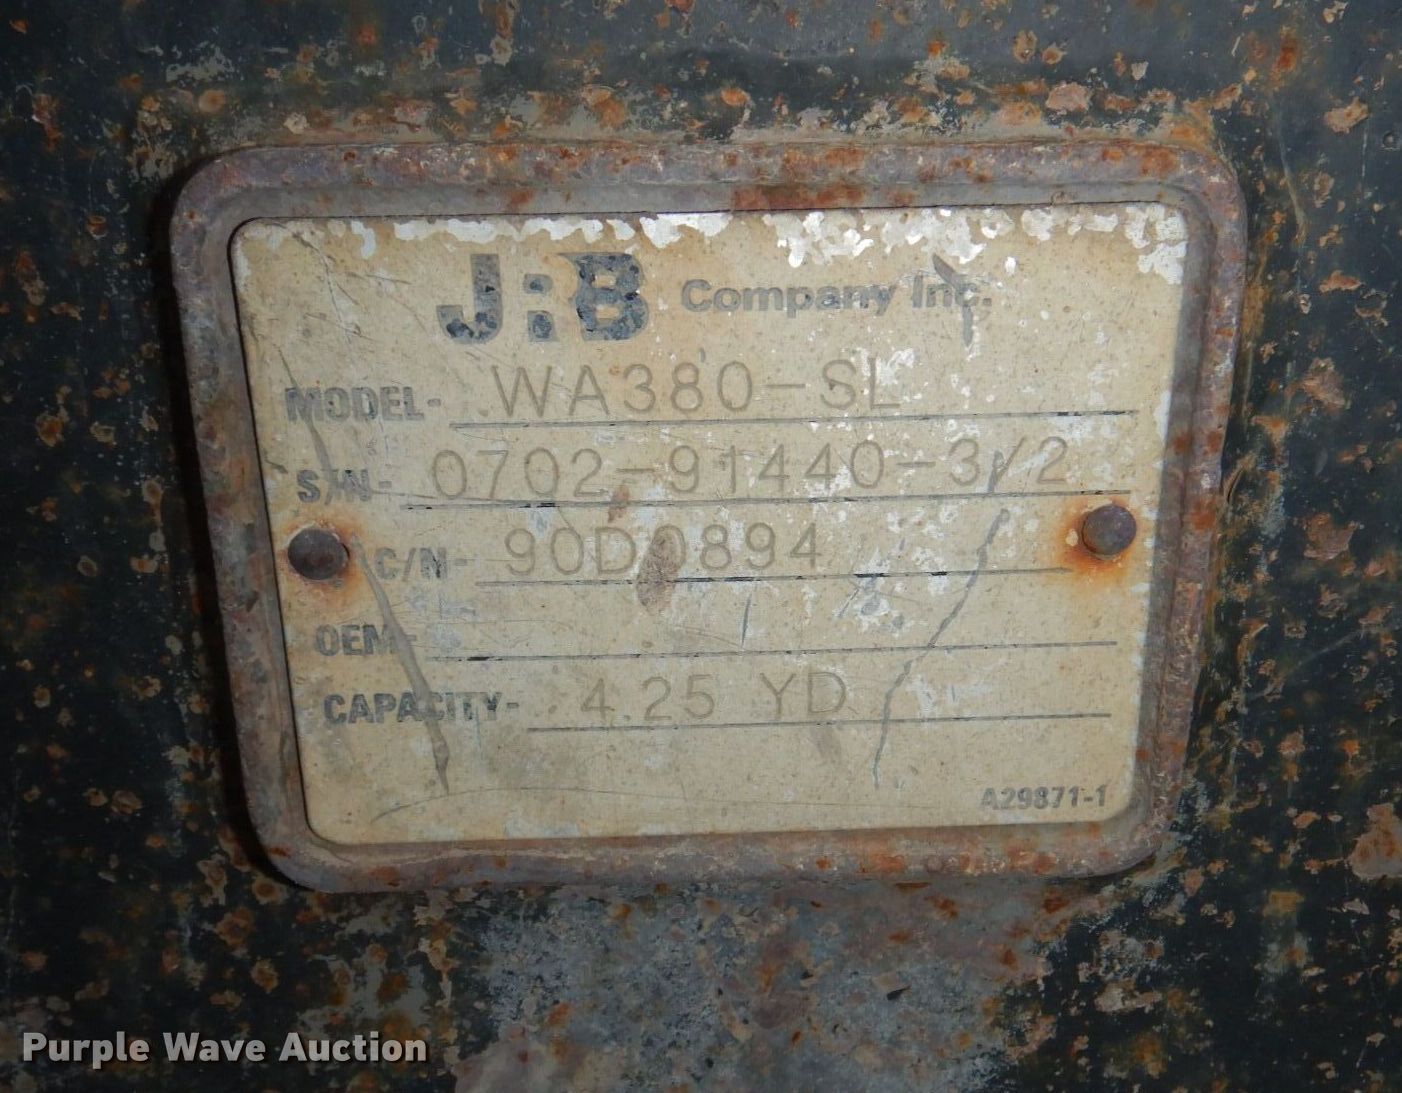 JRB Company Inc.
MODEL- WA380-SL
S/N- 0702-91440-3/2
C/N- 90D0894
OEM-
CAPACITY- 4.25 YD
A29871-1
Purple Wave Auction